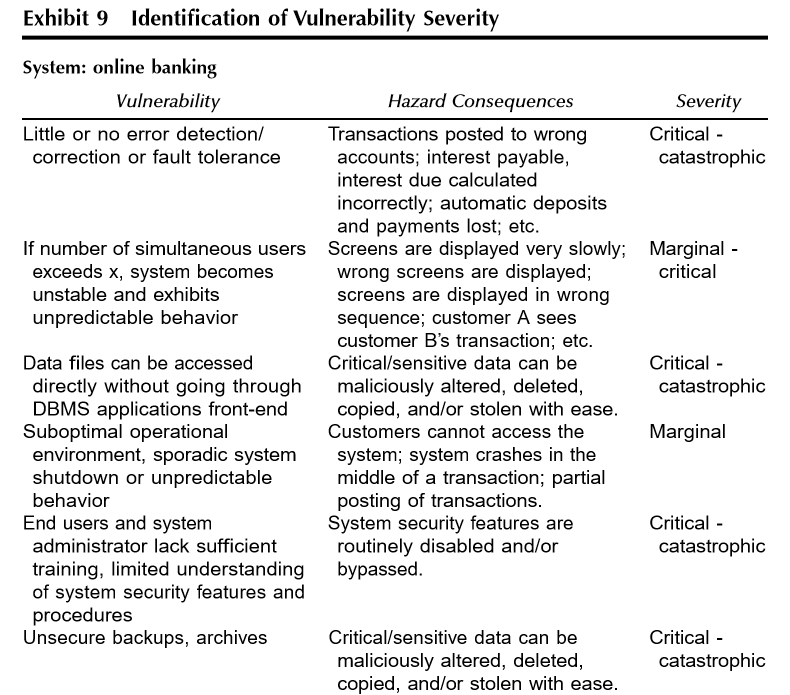 Exhibit 9 Identification of Vulnerability Severity
System: online banking
Vulnerability Hazard Consequences Severity
Little or no error detection/ Transactions posted to wrong Critical -
correction or fault tolerance accounts; interest payable, catastrophic
interest due calculated
incorrectly; automatic deposits
and payments lost; etc.
If number of simultaneous users Screens are displayed very slowly; Marginal -
exceeds x, system becomes wrong screens are displayed; critical
unstable and exhibits screens are displayed in wrong
unpredictable behavior sequence; customer A sees
customer B's transaction; etc.
Data files can be accessed Critical/sensitive data can be Critical -
directly without going through maliciously altered, deleted, catastrophic
DBMS applications front-end copied, and/or stolen with ease.
Suboptimal operational Customers cannot access the Marginal
environment, sporadic system system; system crashes in the
shutdown or unpredictable middle of a transaction; partial
behavior posting of transactions.
End users and system System security features are Critical -
administrator lack sufficient routinely disabled and/or catastrophic
training, limited understanding bypassed.
of system security features and
procedures
Unsecure backups, archives Critical/sensitive data can be Critical -
maliciously altered, deleted, catastrophic
copied, and/or stolen with ease.